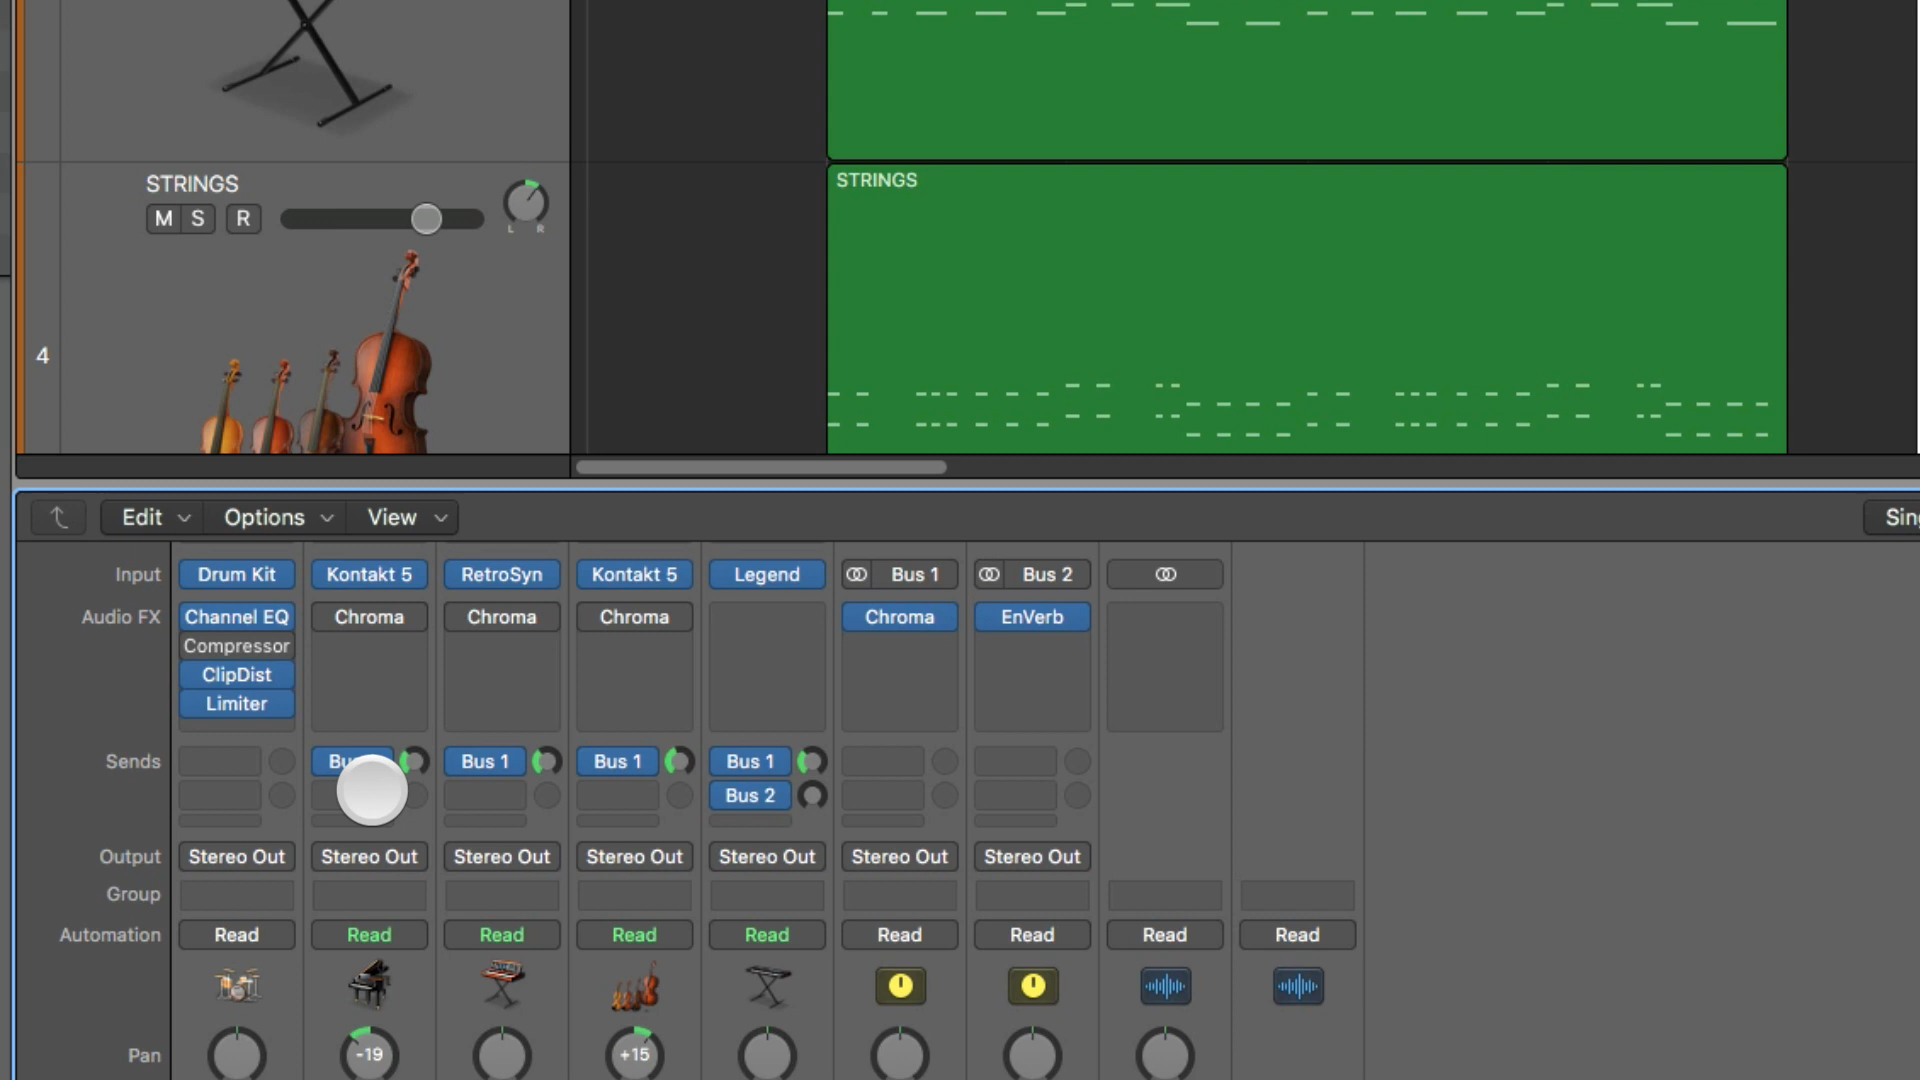 STRINGS
STRINGS
M S R
L R
4
Edit Options View Sin
Input Drum Kit Kontakt 5 RetroSyn Kontakt 5 Legend Bus 1 Bus 2
Audio FX Channel EQ Chroma Chroma Chroma Chroma EnVerb
Compressor
ClipDist
Limiter
Sends Bus 1 Bus 1 Bus 1
Bus 2
Output Stereo Out Stereo Out Stereo Out Stereo Out Stereo Out Stereo Out Stereo Out
Group
Automation Read Read Read Read Read Read Read Read Read
Pan -19 +15